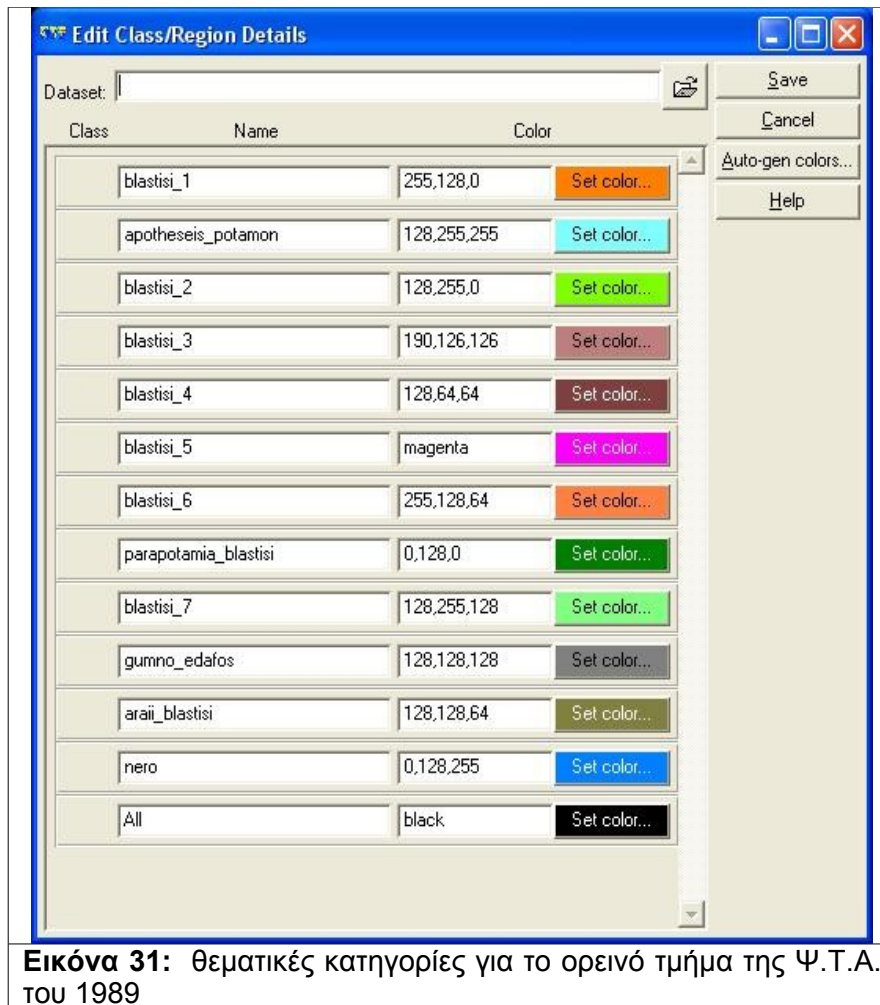 Edit Class/Region Details
Dataset:
Save
Class Name Color
Cancel
Auto-gen colors...
Help
blastisi_1 255,128,0 Set color...
apotheseis_potamon 128,255,255 Set color...
blastisi_2 128,255,0 Set color...
blastisi_3 190,126,126 Set color...
blastisi_4 128,64,64 Set color...
blastisi_5 magenta Set color...
blastisi_6 255,128,64 Set color...
parapotamia_blastisi 0,128,0 Set color...
blastisi_7 128,255,128 Set color...
gumno_edafos 128,128,128 Set color...
araii_blastisi 128,128,64 Set color...
nero 0,128,255 Set color...
All black Set color...
Εικόνα 31: θεματικές κατηγορίες για το ορεινό τμήμα της Ψ.Τ.Α.
του 1989